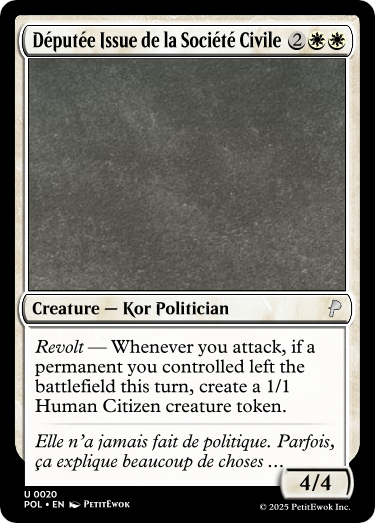 Députée Issue de la Société Civile 2
Creature — Kor Politician
Revolt — Whenever you attack, if a
permanent you controlled left the
battlefield this turn, create a 1/1
Human Citizen creature token.
Elle n’a jamais fait de politique. Parfois,
ça explique beaucoup de choses …
4/4
U 0020
POL • EN PetitEwok
© 2025 PetitEwok Inc.